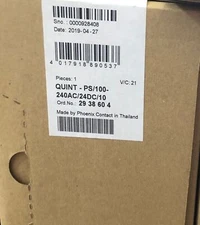 Sno. : 0000928408
Date : 2019-04-27
4 017918 890537
Pieces: 1
V/C: 21
QUINT - PS/100-
240AC/24DC/10
Ord.No.: 29 38 60 4
Made by Phoenix Contact in Thailand